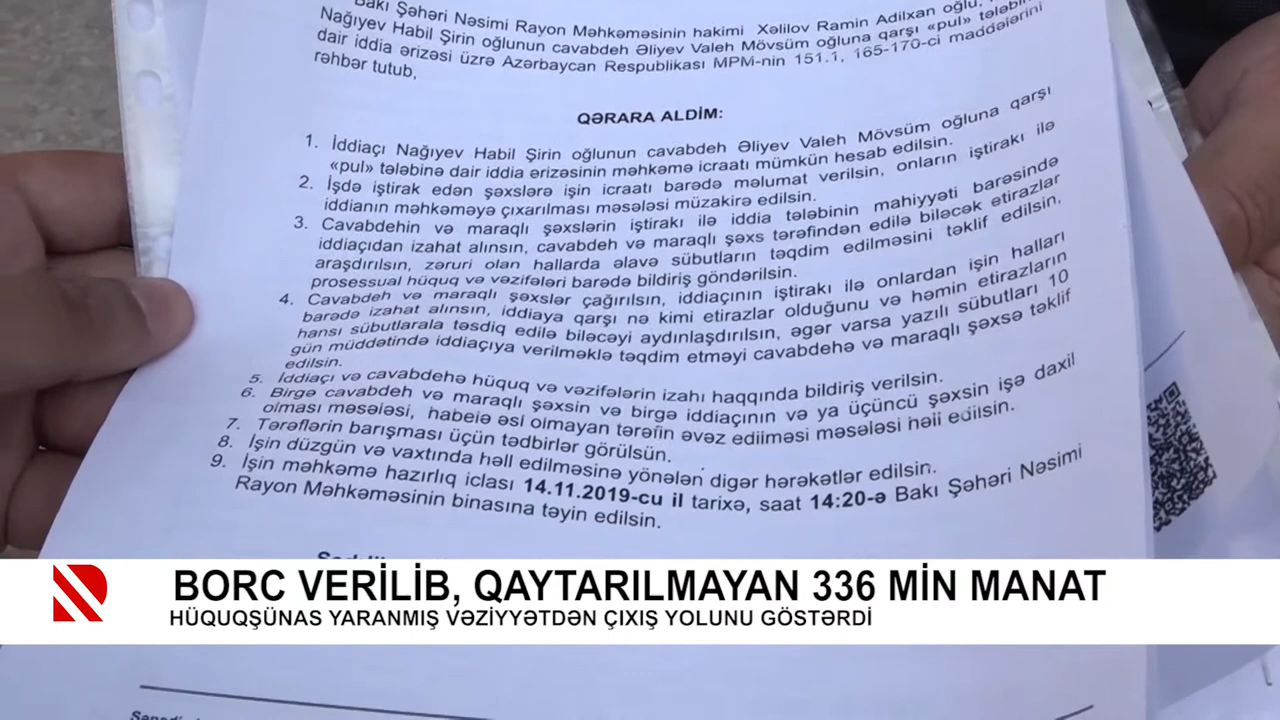 Bakı Şəhəri Nəsimi Rayon Məhkəməsinin hakimi Xəlilov Ramin Adilxan oğlu,
Nağıyev Habil Şirin oğlunun cavabdeh Əliyev Valeh Mövsüm oğluna qarşı «pul» tələbinə
dair iddia ərizəsi üzrə Azərbaycan Respublikası MPM-nin 151.1, 165-170-ci maddələrini
rəhbər tutub,
QƏRARA ALDİM:
1. İddiaçı Nağıyev Habil Şirin oğlunun cavabdeh Əliyev Valeh Mövsüm oğluna qarşı
«pul» tələbinə dair iddia ərizəsinin məhkəmə icraatı mümkün hesab edilsin.
2. İşdə iştirak edən şəxslərə işin icraatı barədə məlumat verilsin, onların iştirakı ilə
iddianın məhkəməyə çıxarılması məsələsi müzakirə edilsin.
3. Cavabdehin və maraqlı şəxslərin iştirakı ilə iddia tələbinin mahiyyəti barəsində
iddiaçıdan izahat alınsın, cavabdeh və maraqlı şəxs tərəfindən edilə biləcək etirazlar
araşdırılsın, zəruri olan hallarda əlavə sübutların təqdim edilməsini təklif edilsin,
prosessual hüquq və vəzifələri barədə bildiriş göndərilsin.
4. Cavabdeh və maraqlı şəxslər çağırılsın, iddiaçının iştirakı ilə onlardan işin halları
barədə izahat alınsın, iddiaya qarşı nə kimi etirazlar olduğunu və həmin etirazların
hansı sübutlarala təsdiq edilə biləcəyi aydınlaşdırılsın, əgər varsa yazılı sübutları 10
gün müddətində iddiaçıya verilməklə təqdim etməyi cavabdehə və maraqlı şəxsə təklif
edilsin.
5. İddiaçı və cavabdehə hüquq və vəzifələrin izahı haqqında bildiriş verilsin.
6. Birgə cavabdeh və maraqlı şəxsin və birgə iddiaçının və ya üçüncü şəxsin işə daxil
olması məsələsi, habelə əsl olmayan tərəfin əvəz edilməsi məsələsi həll edilsin.
7. Tərəflərin barışması üçün tədbirlər görülsün.
8. İşin düzgün və vaxtında həll edilməsinə yönələn digər hərəkətlər edilsin.
9. İşin məhkəmə hazırlıq iclası 14.11.2019-cu il tarixə, saat 14:20-ə Bakı Şəhəri Nəsimi
Rayon Məhkəməsinin binasına təyin edilsin.
BORC VERİLİB, QAYTARILMAYAN 336 MİN MANAT
HÜQUQŞÜNAS YARANMIŞ VƏZİYYƏTDƏN ÇIXIŞ YOLUNU GÖSTƏRDİ